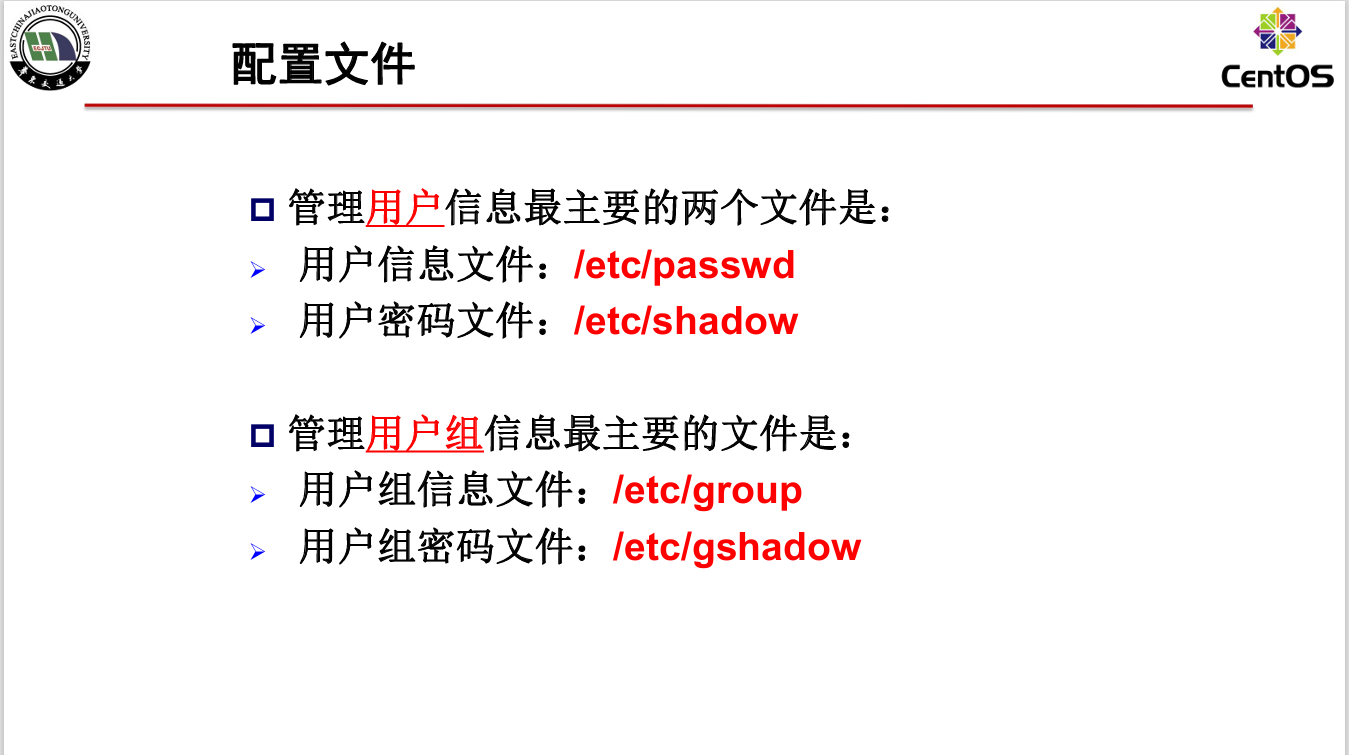 EASTCHINAJIAOTONGUNIVERSITY
ECJTU
华东交通大学
配置文件
CentOS
管理用户信息最主要的两个文件是：
用户信息文件：/etc/passwd
用户密码文件：/etc/shadow
管理用户组信息最主要的文件是：
用户组信息文件：/etc/group
用户组密码文件：/etc/gshadow